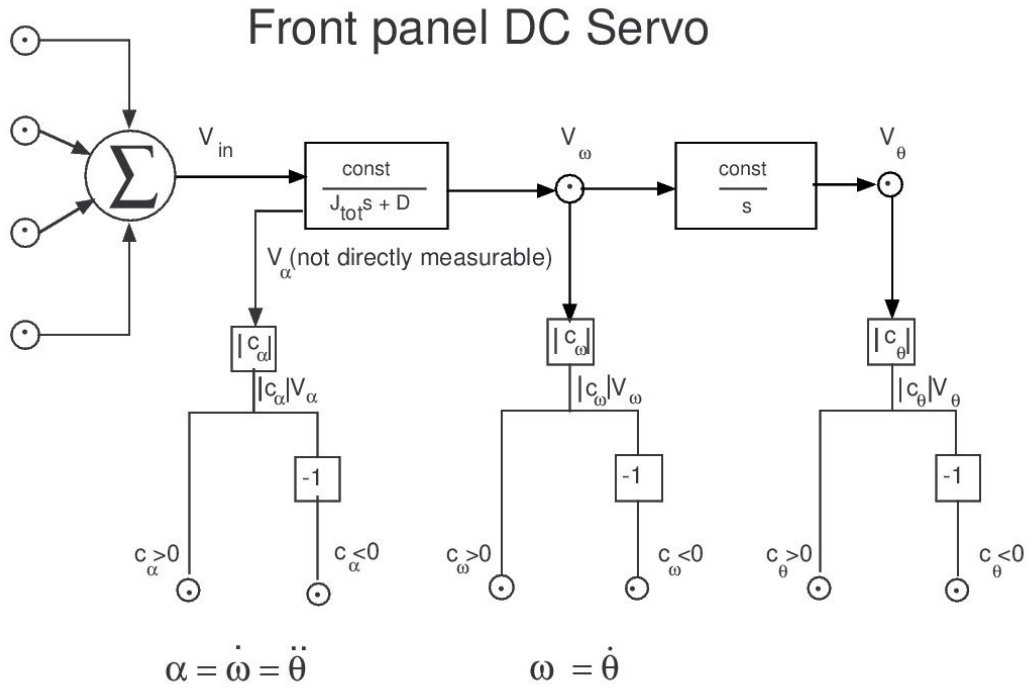 Front panel DC Servo
V_in
Σ
const
J_tot s + D
V_ω
const
s
V_θ
V_α (not directly measurable)
|c_α|
|c_ω|
|c_θ|
|c_α|V_α
|c_ω|V_ω
|c_θ|V_θ
-1
-1
-1
c_α>0
c_α<0
c_ω>0
c_ω<0
c_θ>0
c_θ<0
α = ω̇ = θ̈
ω = θ̇